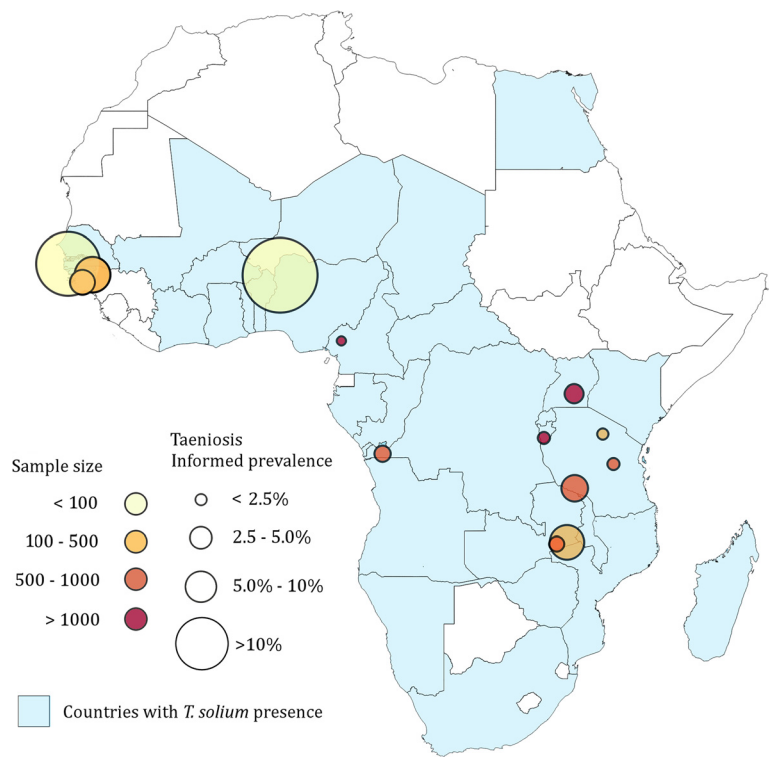 Taeniosis
Informed prevalence
Sample size
< 100
100 - 500
500 - 1000
> 1000
< 2.5%
2.5 - 5.0%
5.0% - 10%
>10%
Countries with T. solium presence